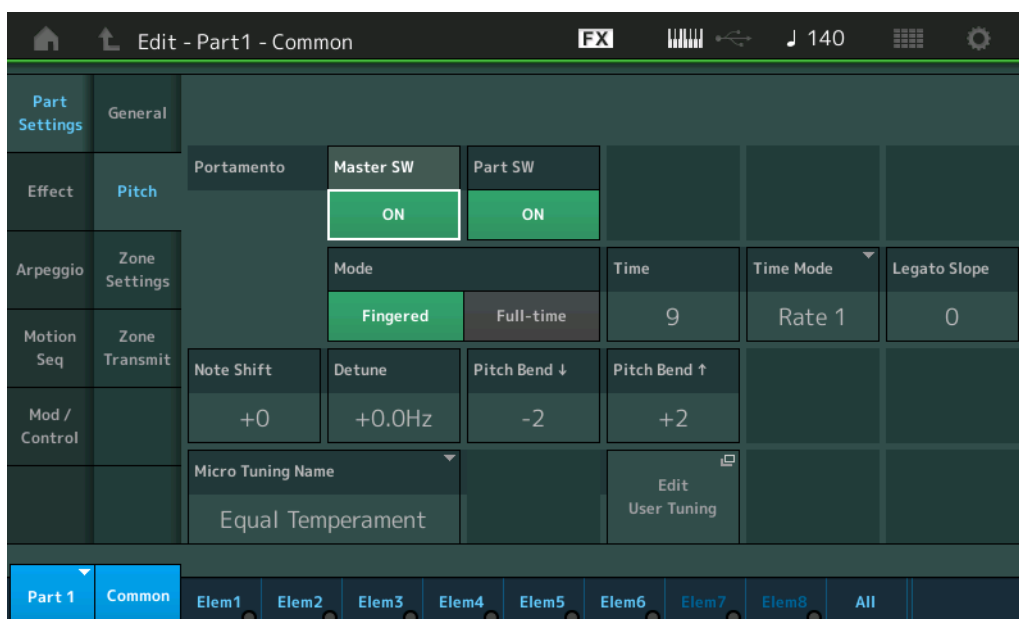 Edit - Part1 - Common FX ♩ 140
Part Settings
General
Effect
Pitch
Arpeggio
Zone Settings
Motion Seq
Zone Transmit
Mod / Control
Portamento
Master SW
ON
Part SW
ON
Mode
Fingered Full-time
Time
9
Time Mode
Rate 1
Legato Slope
0
Note Shift
+0
Detune
+0.0Hz
Pitch Bend ↓
-2
Pitch Bend ↑
+2
Micro Tuning Name
Equal Temperament
Edit
User Tuning
Part 1 Common Elem1 Elem2 Elem3 Elem4 Elem5 Elem6 Elem7 Elem8 All